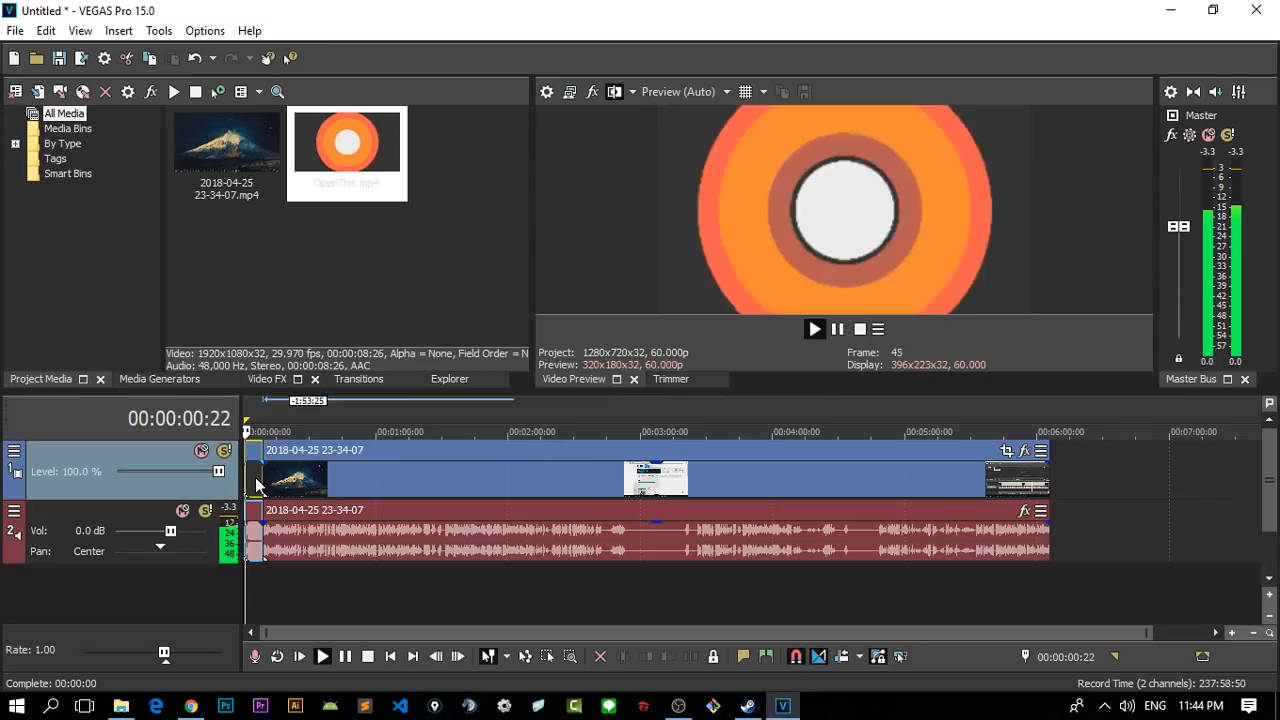 Untitled * - VEGAS Pro 15.0
File Edit View Insert Tools Options Help
Preview (Auto)
All Media
Media Bins
By Type
Tags
Smart Bins
2018-04-25
23-34-07.mp4
OpenThis.mp4
Video: 1920x1080x32, 29.970 fps, 00:00:08:26, Alpha = None, Field Order = N
Audio: 48,000 Hz, Stereo, 00:00:08:26, AAC
Project Media Media Generators Video FX Transitions Explorer
Project: 1280x720x32, 60.000p
Preview: 320x180x32, 60.000p
Frame: 45
Display: 396x223x32, 60.000
Video Preview Trimmer
Master
-3.3 -3.3
3
6
9
12
15
18
21
24
27
30
33
36
39
42
45
48
51
54
57
0.0 0.0
Master Bus
00:00:00:22
-1:53:25
0:00:00:00 00:01:00:00 00:02:00:00 00:03:00:00 00:04:00:00 00:05:00:00 00:06:00:00 00:07:00:00
1
Level: 100.0 %
2018-04-25 23-34-07
2
Vol: 0.0 dB
Pan: Center
-3.3
12
24
36
48
2018-04-25 23-34-07
Rate: 1.00
00:00:00:22
Complete: 00:00:00
Record Time (2 channels): 237:58:50
ENG 11:44 PM